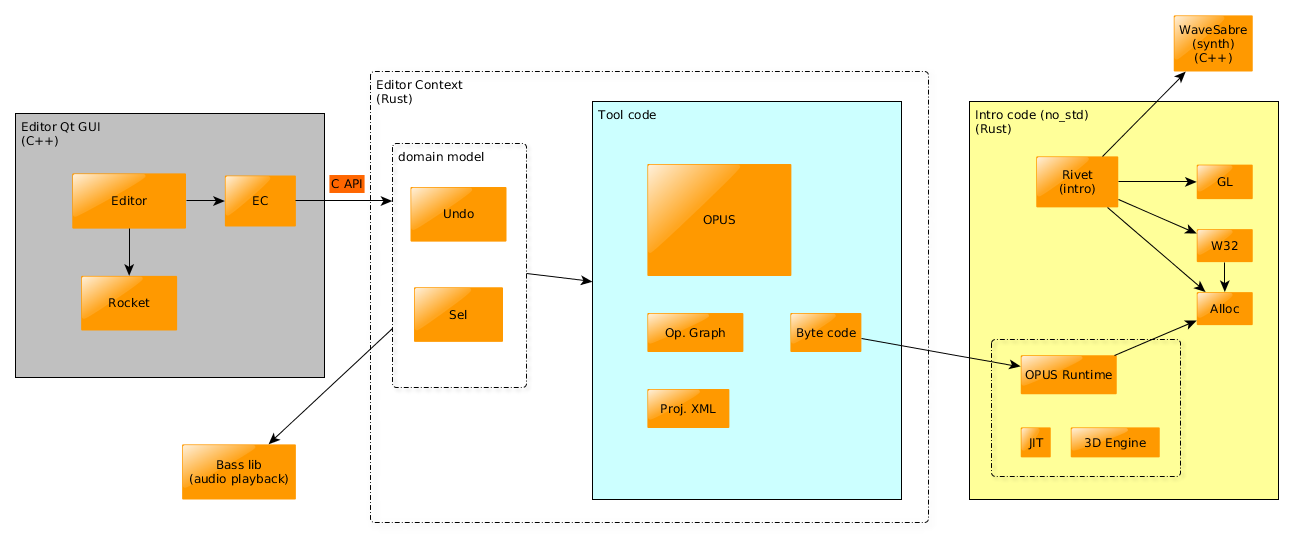 Editor Qt GUI
(C++)
Editor
EC
Rocket
C API
Bass lib
(audio playback)
Editor Context
(Rust)
domain model
Undo
Sel
Tool code
OPUS
Op. Graph
Byte code
Proj. XML
WaveSabre
(synth)
(C++)
Intro code (no_std)
(Rust)
Rivet
(intro)
GL
W32
Alloc
OPUS Runtime
JIT
3D Engine